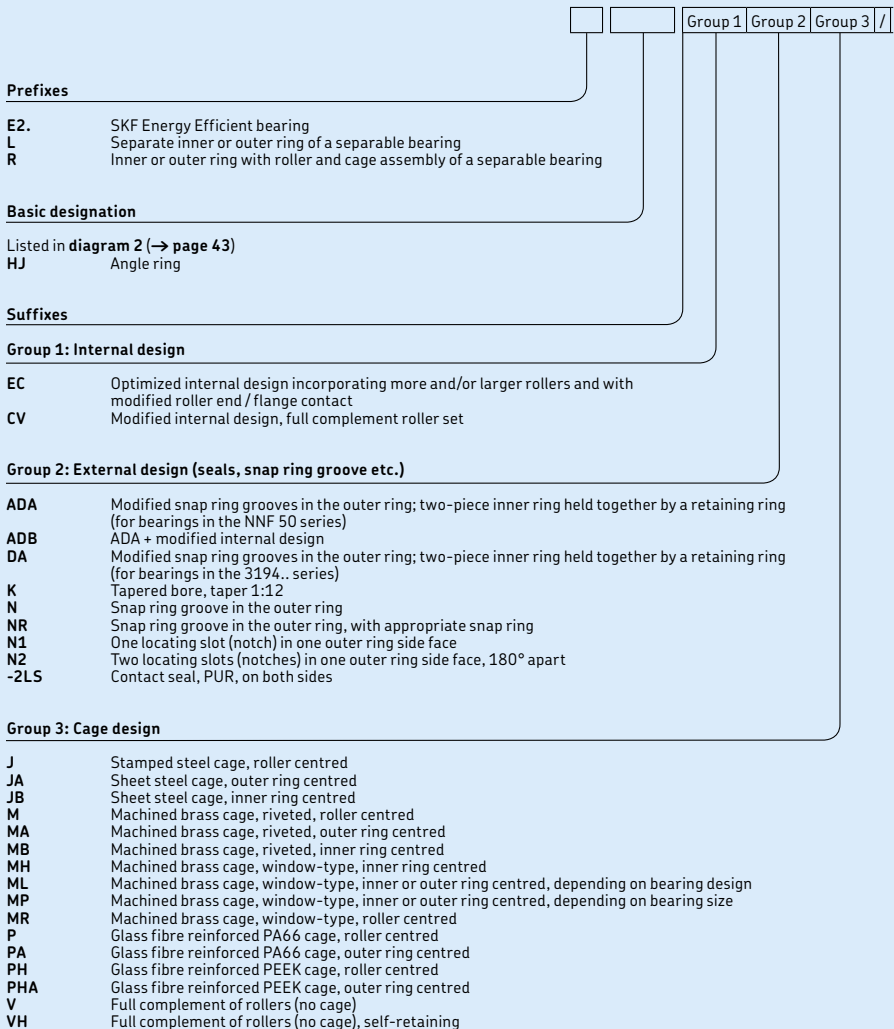 Group 1 Group 2 Group 3 /
Prefixes
E2. SKF Energy Efficient bearing
L Separate inner or outer ring of a separable bearing
R Inner or outer ring with roller and cage assembly of a separable bearing
Basic designation
Listed in diagram 2 (→ page 43)
HJ Angle ring
Suffixes
Group 1: Internal design
EC Optimized internal design incorporating more and/or larger rollers and with
modified roller end / flange contact
CV Modified internal design, full complement roller set
Group 2: External design (seals, snap ring groove etc.)
ADA Modified snap ring grooves in the outer ring; two-piece inner ring held together by a retaining ring
(for bearings in the NNF 50 series)
ADB ADA + modified internal design
DA Modified snap ring grooves in the outer ring; two-piece inner ring held together by a retaining ring
(for bearings in the 3194.. series)
K Tapered bore, taper 1:12
N Snap ring groove in the outer ring
NR Snap ring groove in the outer ring, with appropriate snap ring
N1 One locating slot (notch) in one outer ring side face
N2 Two locating slots (notches) in one outer ring side face, 180° apart
-2LS Contact seal, PUR, on both sides
Group 3: Cage design
J Stamped steel cage, roller centred
JA Sheet steel cage, outer ring centred
JB Sheet steel cage, inner ring centred
M Machined brass cage, riveted, roller centred
MA Machined brass cage, riveted, outer ring centred
MB Machined brass cage, riveted, inner ring centred
MH Machined brass cage, window-type, inner ring centred
ML Machined brass cage, window-type, inner or outer ring centred, depending on bearing design
MP Machined brass cage, window-type, inner or outer ring centred, depending on bearing size
MR Machined brass cage, window-type, roller centred
P Glass fibre reinforced PA66 cage, roller centred
PA Glass fibre reinforced PA66 cage, outer ring centred
PH Glass fibre reinforced PEEK cage, roller centred
PHA Glass fibre reinforced PEEK cage, outer ring centred
V Full complement of rollers (no cage)
VH Full complement of rollers (no cage), self-retaining